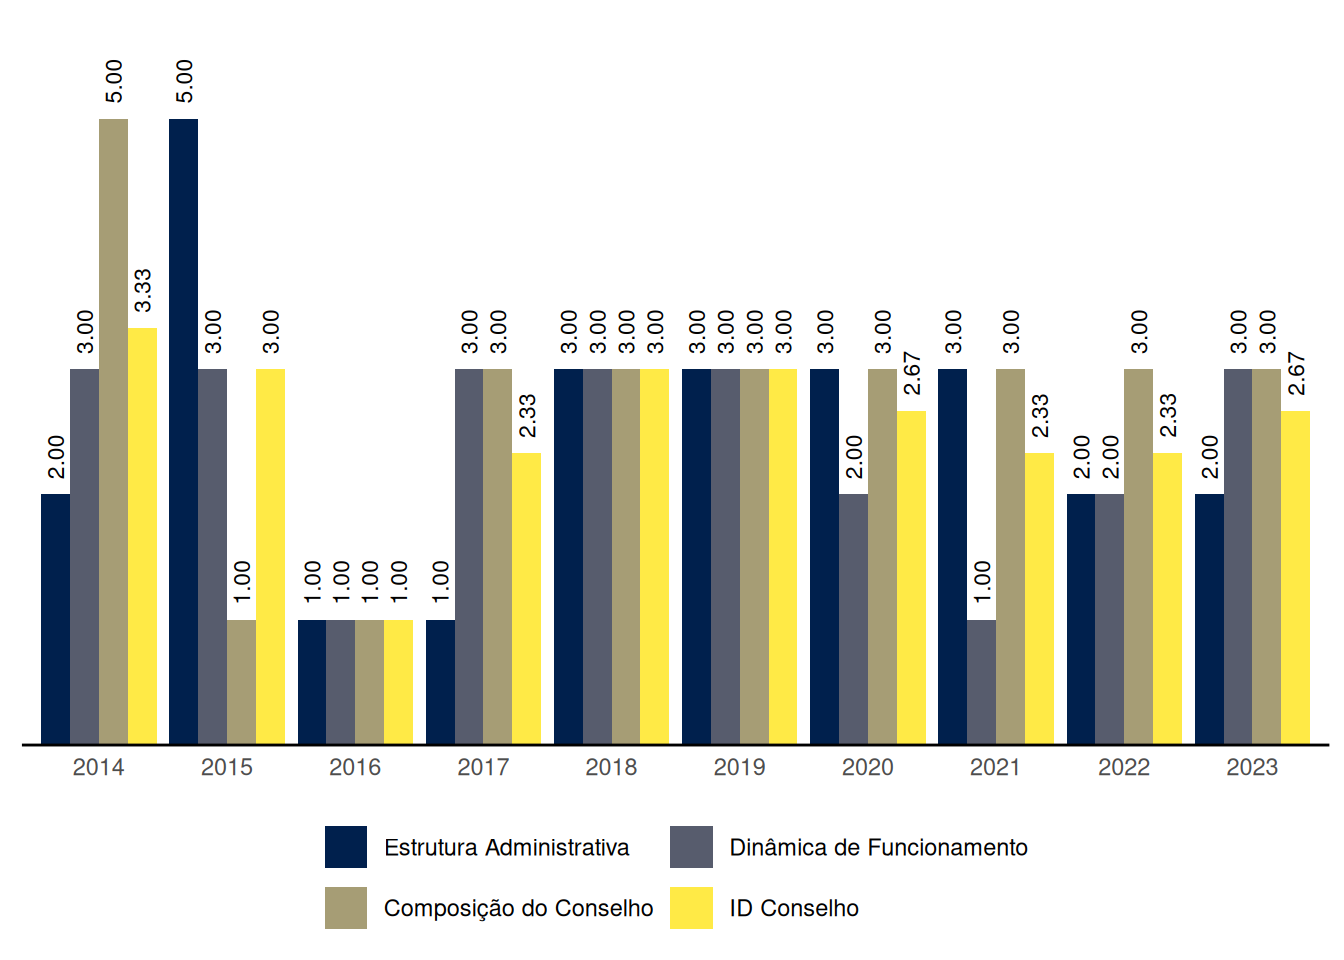 5.00 5.00
3.33
3.00 3.00 3.00 3.00 3.00 3.00 3.00 3.00 3.00 3.00 3.00 3.00 3.00 3.00 3.00 3.00 3.00 3.00 3.00 3.00
2.67 2.67
2.33 2.33 2.33
2.00 2.00 2.00 2.00 2.00
1.00 1.00 1.00 1.00 1.00 1.00 1.00
2014 2015 2016 2017 2018 2019 2020 2021 2022 2023
Estrutura Administrativa Dinâmica de Funcionamento
Composição do Conselho ID Conselho